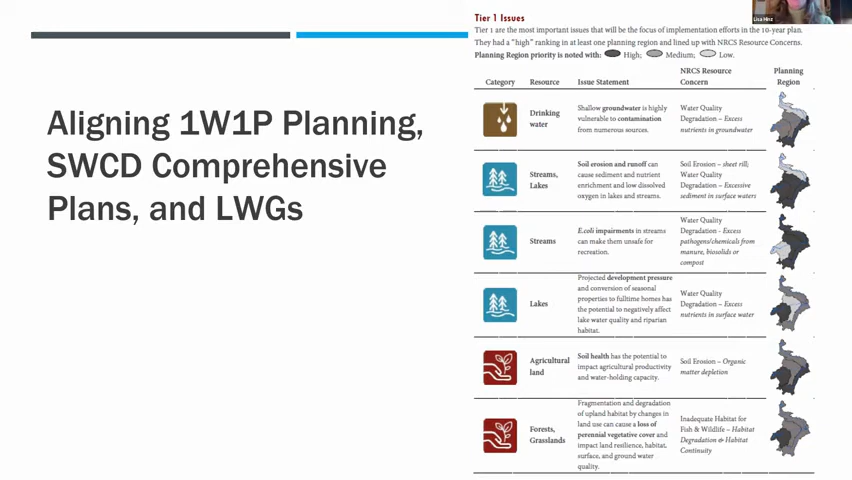 Aligning 1W1P Planning,
SWCD Comprehensive
Plans, and LWGs
Lisa Hinz
Tier 1 Issues
Tier 1 are the most important issues that will be the focus of implementation efforts in the 10-year plan.
They had a "high" ranking in at least one planning region and lined up with NRCS Resource Concerns.
Planning Region priority is noted with: High; Medium; Low.
Category Resource Issue Statement NRCS Resource Concern Planning Region
Drinking
water
Shallow groundwater is highly
vulnerable to contamination
from numerous sources.
Water Quality
Degradation – Excess
nutrients in groundwater
Streams,
Lakes
Soil erosion and runoff can
cause sediment and nutrient
enrichment and low dissolved
oxygen in lakes and streams.
Soil Erosion – sheet rill;
Water Quality
Degradation – Excessive
sediment in surface waters
Streams
E.coli impairments in streams
can make them unsafe for
recreation.
Water Quality
Degradation - Excess
pathogens/chemicals from
manure, biosolids or
compost
Lakes
Projected development pressure
and conversion of seasonal
properties to fulltime homes has
the potential to negatively affect
lake water quality and riparian
habitat.
Water Quality
Degradation – Excess
nutrients in surface water
Agricultural
land
Soil health has the potential to
impact agricultural productivity
and water-holding capacity.
Soil Erosion – Organic
matter depletion
Forests,
Grasslands
Fragmentation and degradation
of upland habitat by changes in
land use can cause a loss of
perennial vegetative cover and
impact land resilience, habitat,
surface, and ground water
quality.
Inadequate Habitat for
Fish & Wildlife – Habitat
Degradation & Habitat
Continuity